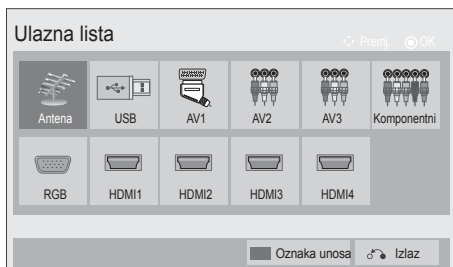 Ulazna lista
Premj. OK
Antena USB AV1 AV2 AV3 Komponentni
RGB HDMI1 HDMI2 HDMI3 HDMI4
Oznaka unosa Izlaz